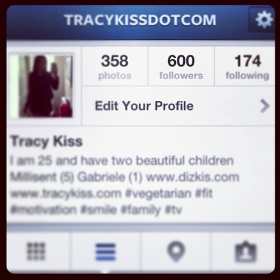 TRACYKISSDOTCOM
358 600 174
photos followers following
Edit Your Profile
Tracy Kiss
I am 25 and have two beautiful children
Millisent (5) Gabriele (1) www.dizkis.com
www.tracykiss.com #vegetarian #fit
#motivation #smile #family #tv